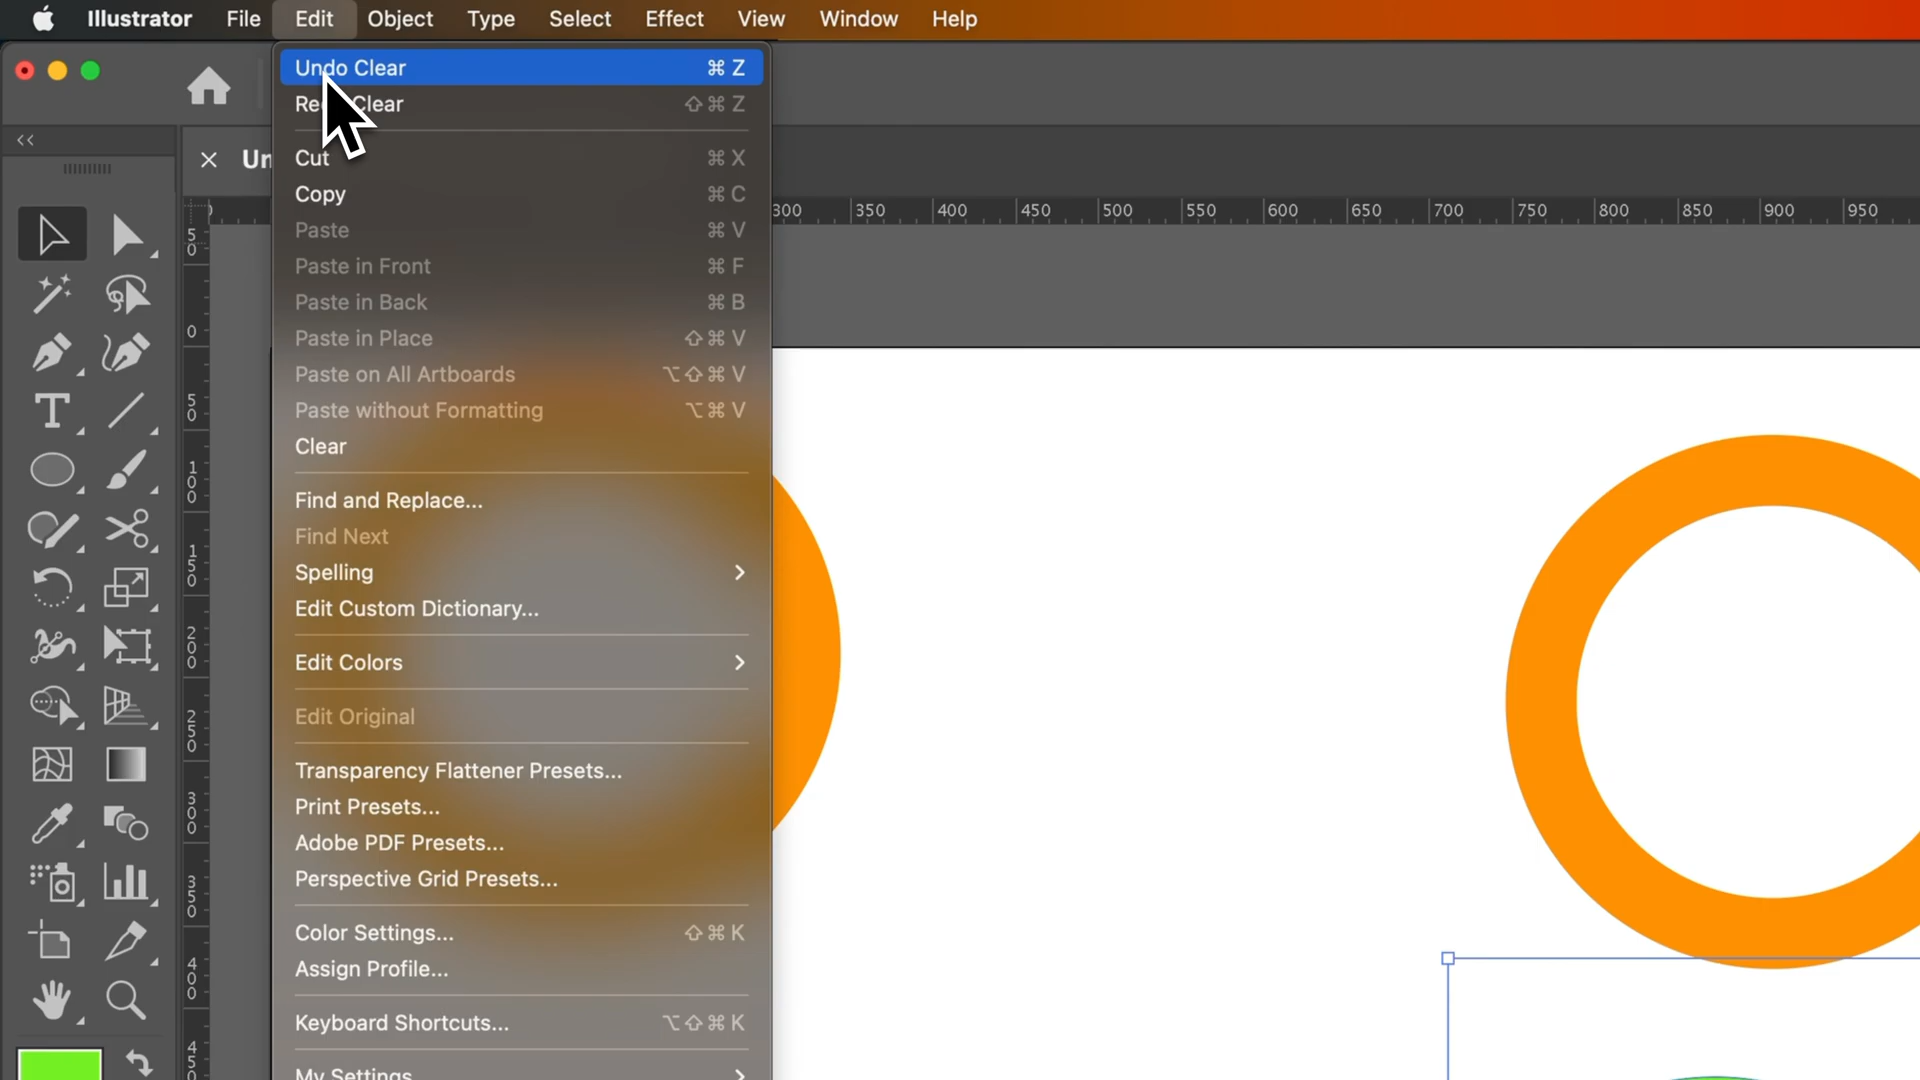 Illustrator File Edit Object Type Select Effect View Window Help
Undo Clear ⌘ Z
Clear ⇧ ⌘ Z
Cut ⌘ X
Copy ⌘ C
Paste ⌘ V
Paste in Front ⌘ F
Paste in Back ⌘ B
Paste in Place ⇧ ⌘ V
Paste on All Artboards ⌥ ⇧ ⌘ V
Paste without Formatting ⌥ ⌘ V
Clear
Find and Replace...
Find Next
Spelling
Edit Custom Dictionary...
Edit Colors
Edit Original
Transparency Flattener Presets...
Print Presets...
Adobe PDF Presets...
Perspective Grid Presets...
Color Settings... ⇧ ⌘ K
Assign Profile...
Keyboard Shortcuts... ⌥ ⇧ ⌘ K
My Settings
300 350 400 450 500 550 600 650 700 750 800 850 900 950
50
0
50
100
150
200
250
300
350
400
450